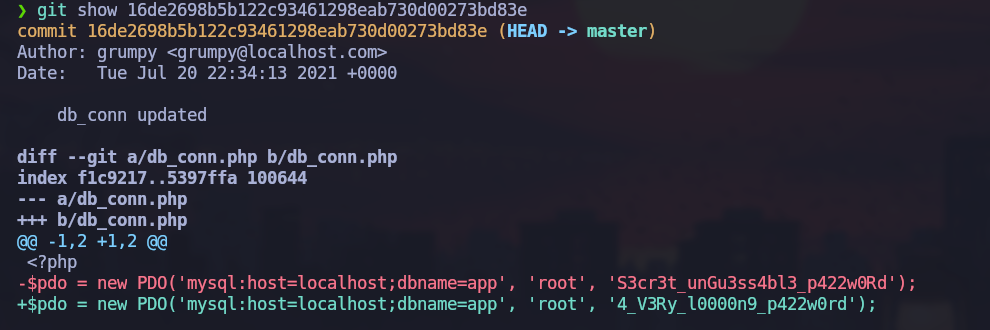 ❯ git show 16de2698b5b122c93461298eab730d00273bd83e
commit 16de2698b5b122c93461298eab730d00273bd83e (HEAD -> master)
Author: grumpy <grumpy@localhost.com>
Date:   Tue Jul 20 22:34:13 2021 +0000
    db_conn updated
diff --git a/db_conn.php b/db_conn.php
index f1c9217..5397ffa 100644
--- a/db_conn.php
+++ b/db_conn.php
@@ -1,2 +1,2 @@
 <?php
-$pdo = new PDO('mysql:host=localhost;dbname=app', 'root', 'S3cr3t_unGu3ss4bl3_p422w0Rd');
+$pdo = new PDO('mysql:host=localhost;dbname=app', 'root', '4_V3Ry_l0000n9_p422w0rd');